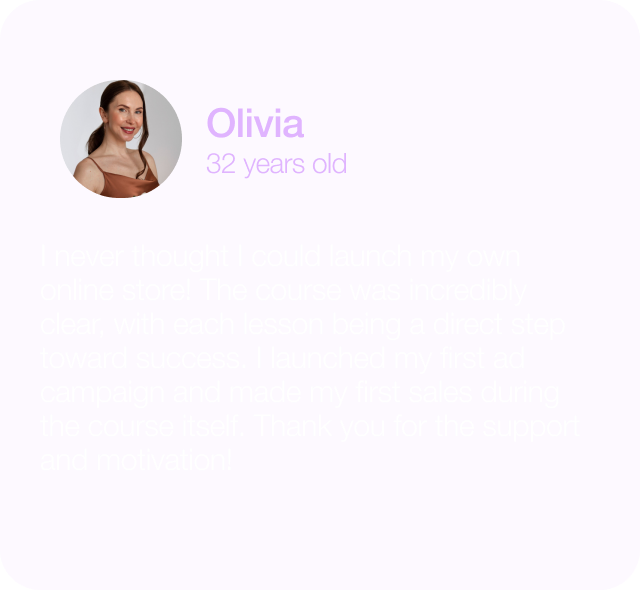 Olivia
32 years old
I never thought I could launch my own
online store! The course was incredibly
clear, with each lesson being a direct step
toward success. I launched my first ad
campaign and made my first sales during
the course itself. Thank you for the support
and motivation!